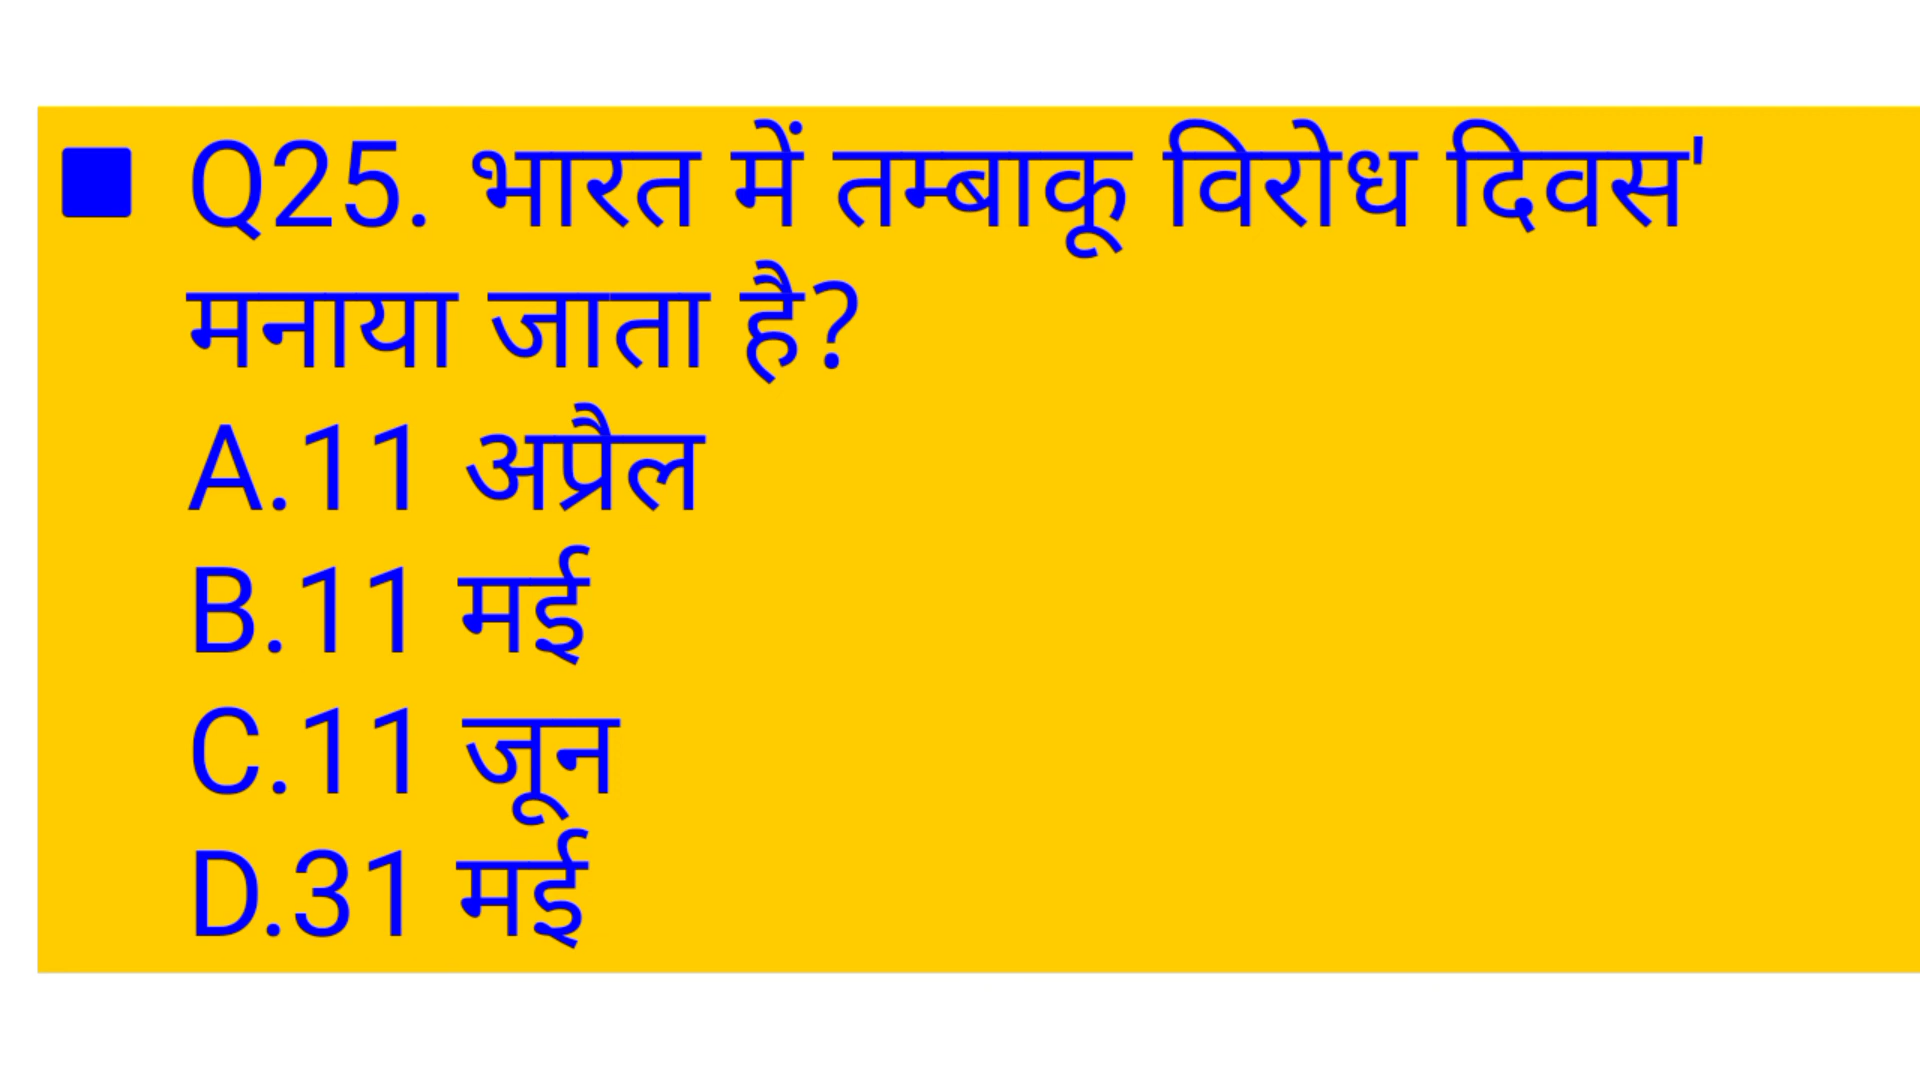 ■ Q25. भारत में तम्बाकू विरोध दिवस'
मनाया जाता है?
A.11 अप्रैल
B.11 मई
C.11 जून
D.31 मई